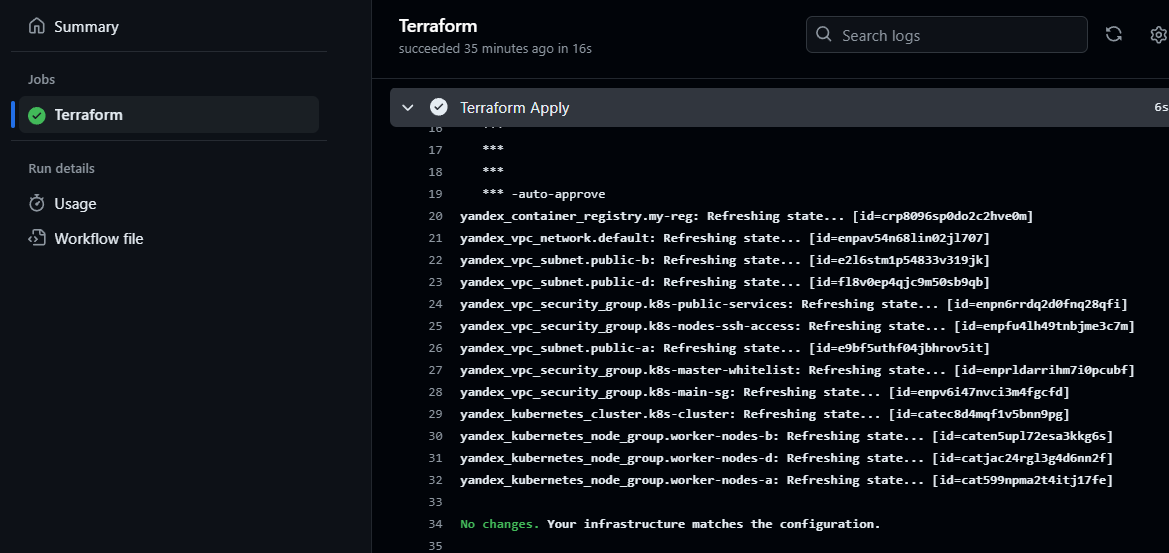 Summary
Jobs
Terraform
Run details
Usage
Workflow file
Terraform
succeeded 35 minutes ago in 16s
Search logs
Terraform Apply 6s
16 ***
17 ***
18 ***
19 *** -auto-approve
20 yandex_container_registry.my-reg: Refreshing state... [id=crp8096sp0do2c2hve0m]
21 yandex_vpc_network.default: Refreshing state... [id=enpav54n68lin02jl707]
22 yandex_vpc_subnet.public-b: Refreshing state... [id=e2l6stm1p54833v319jk]
23 yandex_vpc_subnet.public-d: Refreshing state... [id=fl8v0ep4qjc9m50sb9qb]
24 yandex_vpc_security_group.k8s-public-services: Refreshing state... [id=enpn6rrdq2d0fnq28qfi]
25 yandex_vpc_security_group.k8s-nodes-ssh-access: Refreshing state... [id=enpfu4lh49tnbjme3c7m]
26 yandex_vpc_subnet.public-a: Refreshing state... [id=e9bf5uthf04jbhrov5it]
27 yandex_vpc_security_group.k8s-master-whitelist: Refreshing state... [id=enprldarrihm7i0pcubf]
28 yandex_vpc_security_group.k8s-main-sg: Refreshing state... [id=enpv6i47nvci3m4fgcfd]
29 yandex_kubernetes_cluster.k8s-cluster: Refreshing state... [id=catec8d4mqf1v5bnn9pg]
30 yandex_kubernetes_node_group.worker-nodes-b: Refreshing state... [id=caten5upl72esa3kkg6s]
31 yandex_kubernetes_node_group.worker-nodes-d: Refreshing state... [id=catjac24rgl3g4d6nn2f]
32 yandex_kubernetes_node_group.worker-nodes-a: Refreshing state... [id=cat599npma2t4itj17fe]
33
34 No changes. Your infrastructure matches the configuration.
35